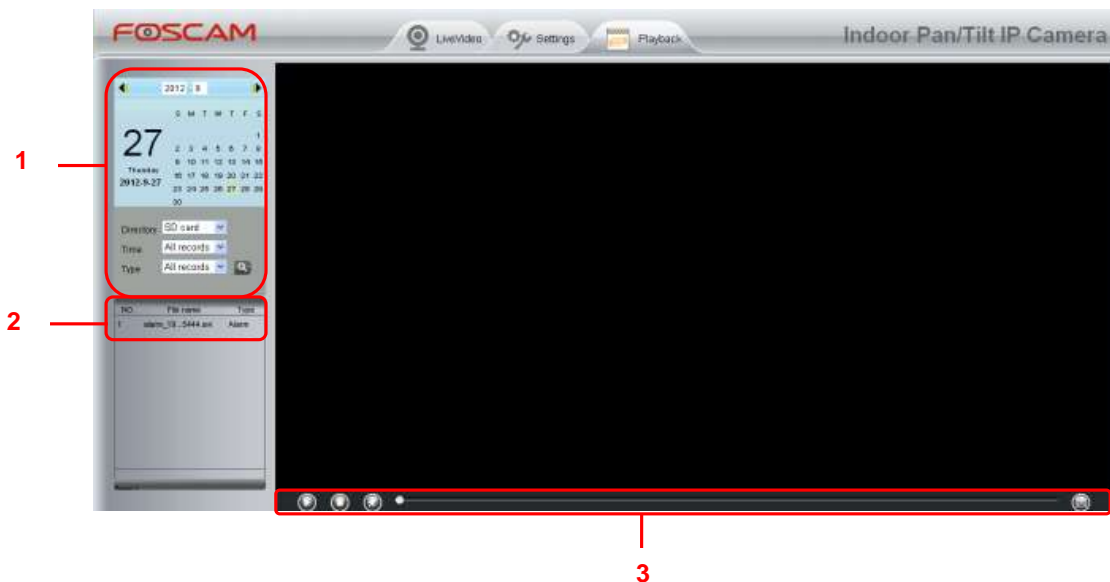 FOSCAM
LiveVideo
Settings
Playback
Indoor Pan/Tilt IP Camera
1
2012 - 9
S M T W T F S
1
2 3 4 5 6 7 8
9 10 11 12 13 14 15
16 17 18 19 20 21 22
23 24 25 26 27 28 29
30
27
Thursday
2012-9-27
Directory SD card
Time All records
Type All records
2
NO. File name Type
1 alarm_19...5444.avi Alarm
3